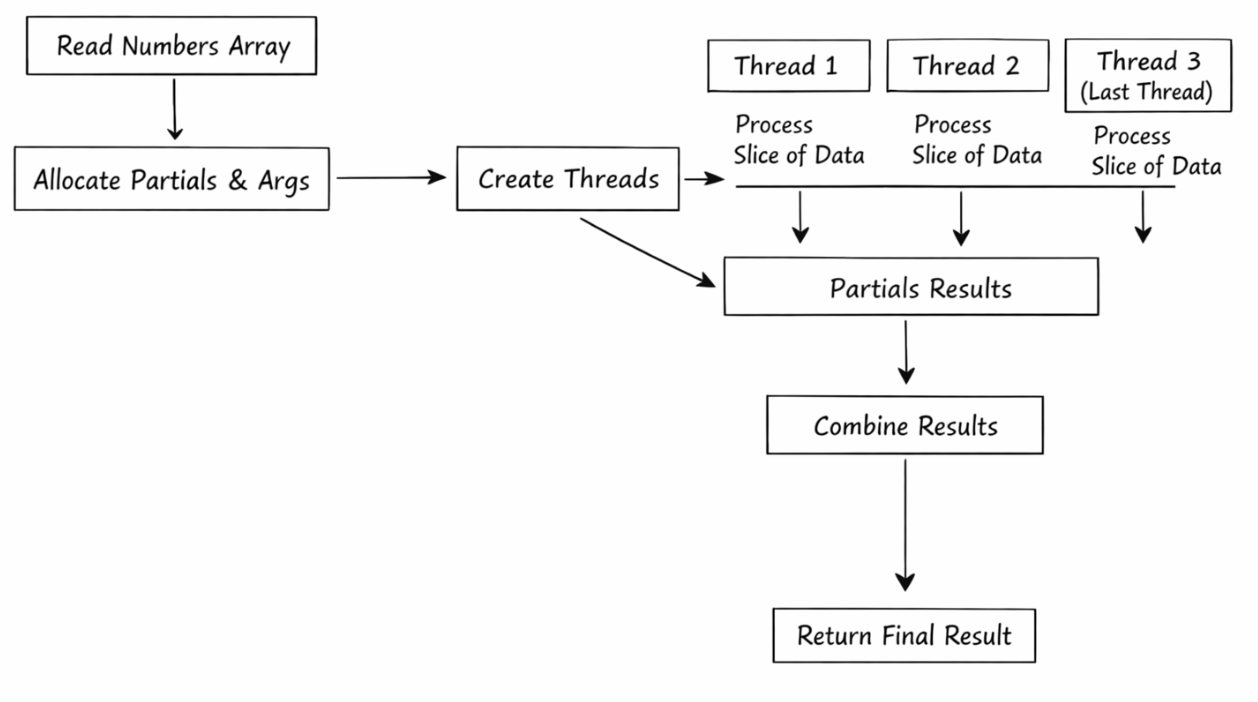 Read Numbers Array
Allocate Partials & Args
Create Threads
Thread 1
Process
Slice of Data
Thread 2
Process
Slice of Data
Thread 3
(Last Thread)
Process
Slice of Data
Partials Results
Combine Results
Return Final Result